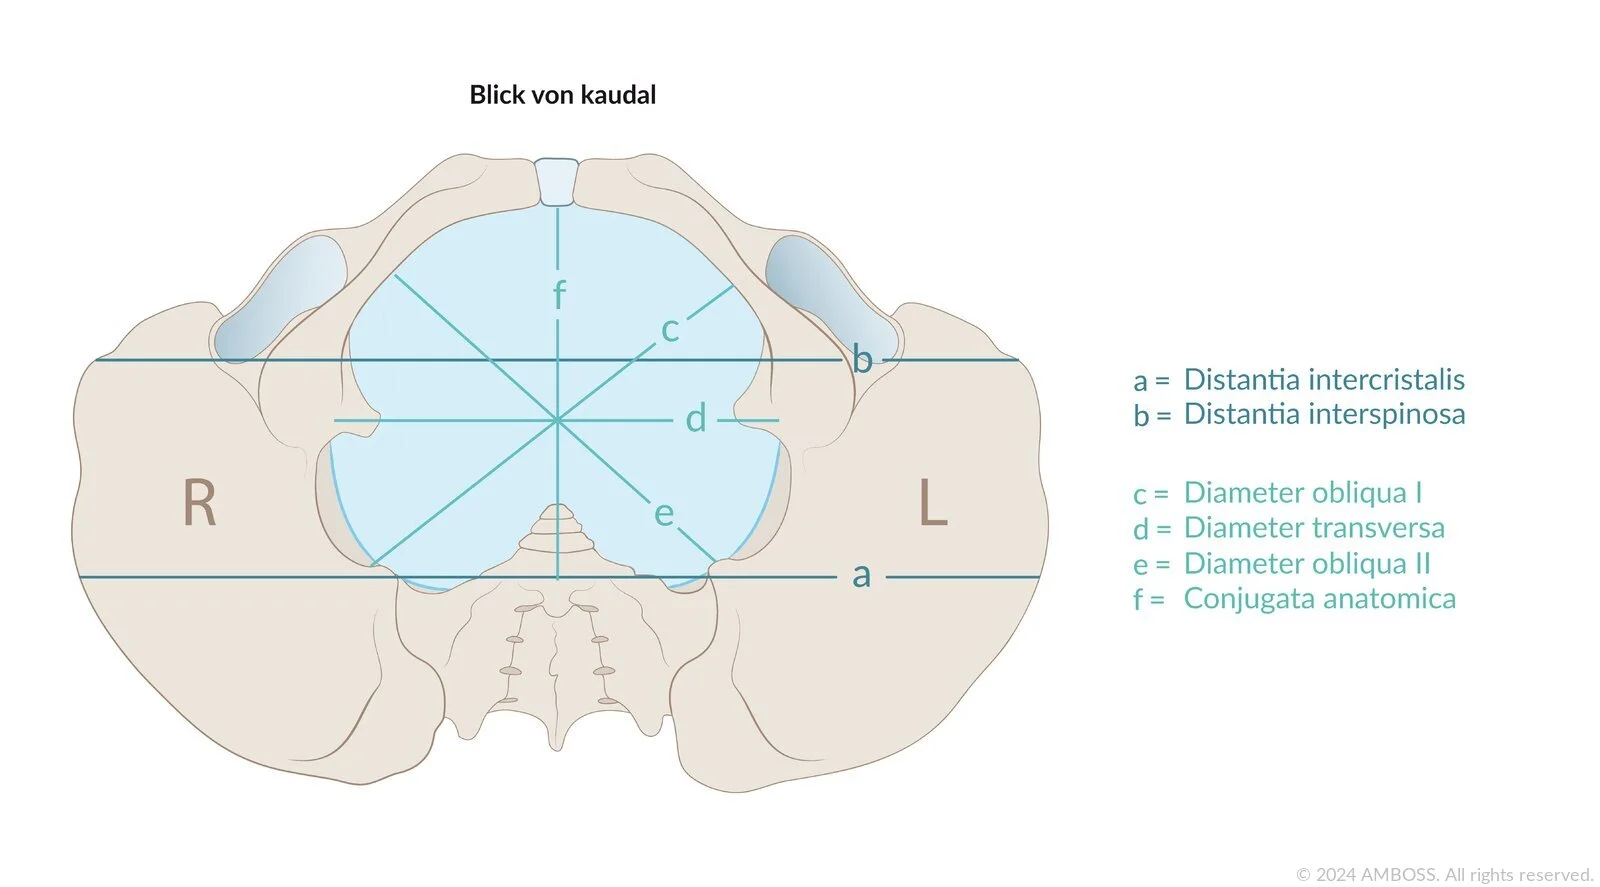 Blick von kaudal
f
c
b
d
R
e
L
a
a = Distantia intercristalis
b = Distantia interspinosa
c = Diameter obliqua I
d = Diameter transversa
e = Diameter obliqua II
f = Conjugata anatomica
© 2024 AMBOSS. All rights reserved.